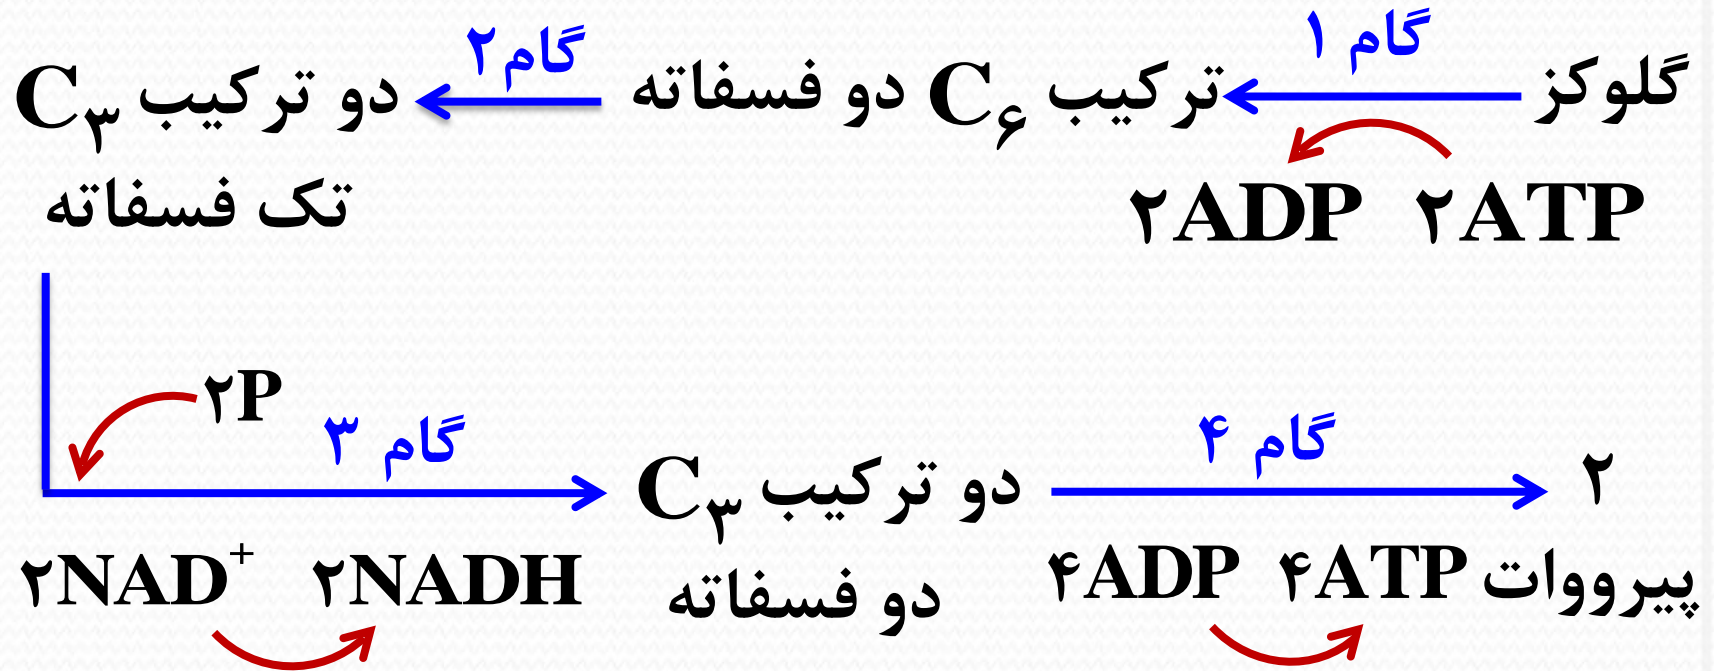 گلوکز
گام ۱
ترکیب C۶ دو فسفاته
گام۲
دو ترکیب C۳
تک فسفاته
۲ATP
۲ADP
۲P
گام ۳
۲NAD+ ۲NADH
دو ترکیب C۳
دو فسفاته
گام ۴
۴ADP ۴ATP
۲
پیرووات